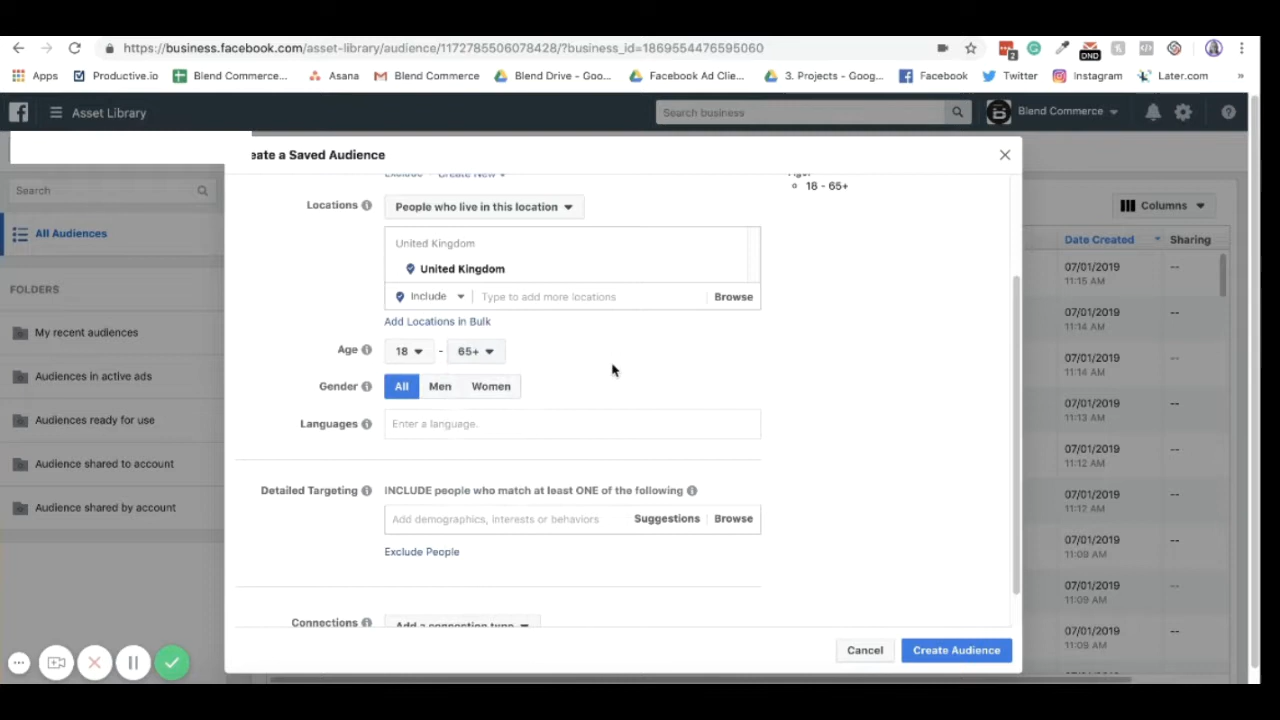 https://business.facebook.com/asset-library/audience/1172785506078428/?business_id=1869554476595060
2
DND
Apps
Productive.io
Blend Commerce...
Asana
Blend Commerce
Blend Drive - Goo...
Facebook Ad Clie...
3. Projects - Goog...
Facebook
Twitter
Instagram
Later.com
»
Asset Library
Search business
Blend Commerce
eate a Saved Audience
Search
All Audiences
FOLDERS
My recent audiences
Audiences in active ads
Audiences ready for use
Audience shared to account
Audience shared by account
Exclude
Create New
18 - 65+
Locations
People who live in this location
United Kingdom
United Kingdom
Include
Type to add more locations
Browse
Add Locations in Bulk
Age
18
-
65+
Gender
All
Men
Women
Languages
Enter a language.
Detailed Targeting
INCLUDE people who match at least ONE of the following
Add demographics, interests or behaviors
Suggestions
Browse
Exclude People
Connections
Add a connection type
Cancel
Create Audience
Columns
Date Created
Sharing
07/01/2019
11:15 AM
--
07/01/2019
11:14 AM
--
07/01/2019
11:14 AM
--
07/01/2019
11:13 AM
--
07/01/2019
11:12 AM
--
07/01/2019
11:12 AM
--
07/01/2019
11:09 AM
--
07/01/2019
11:09 AM
--
07/01/2019
11:09 AM
--